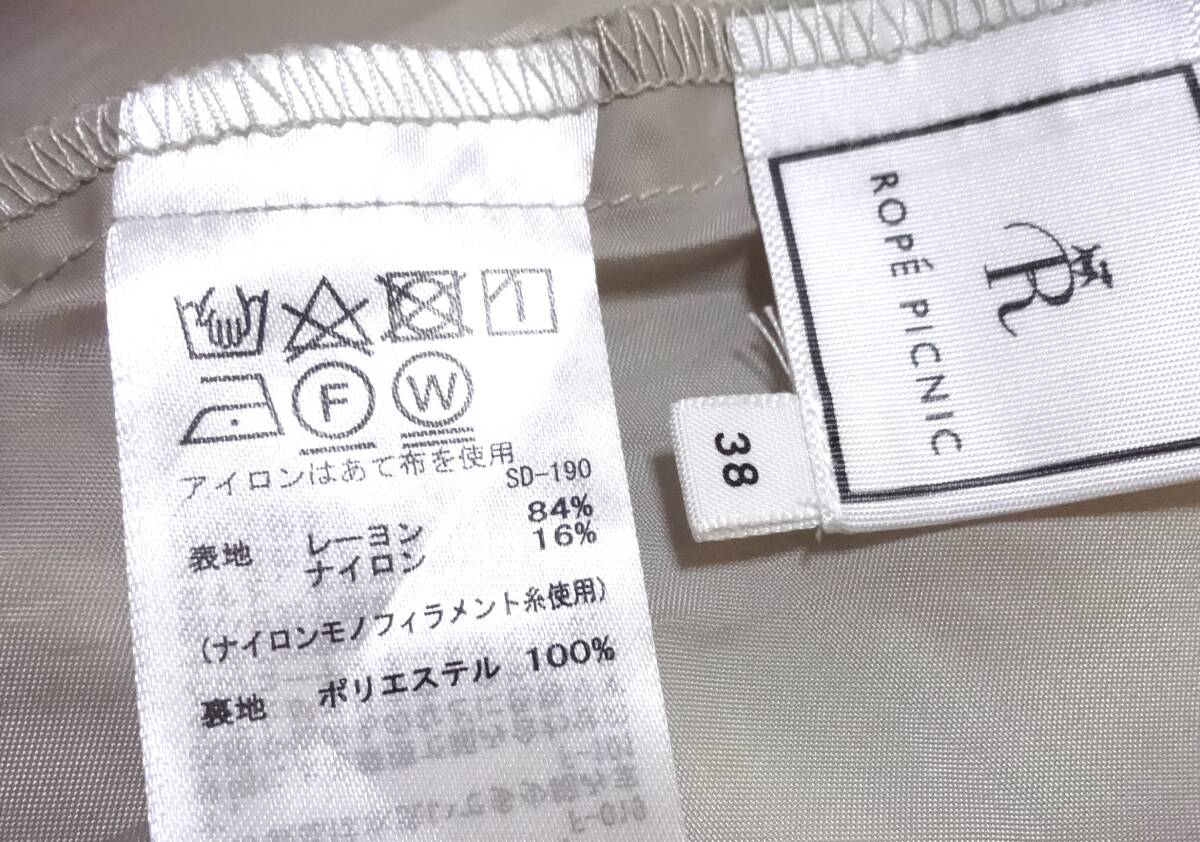 F W
アイロンはあて布を使用
SD-190
表地 レーヨン 84%
ナイロン 16%
(ナイロンモノフィラメント糸使用)
裏地 ポリエステル 100%
F-101
F-019
38
R
ROPÉ PICNIC